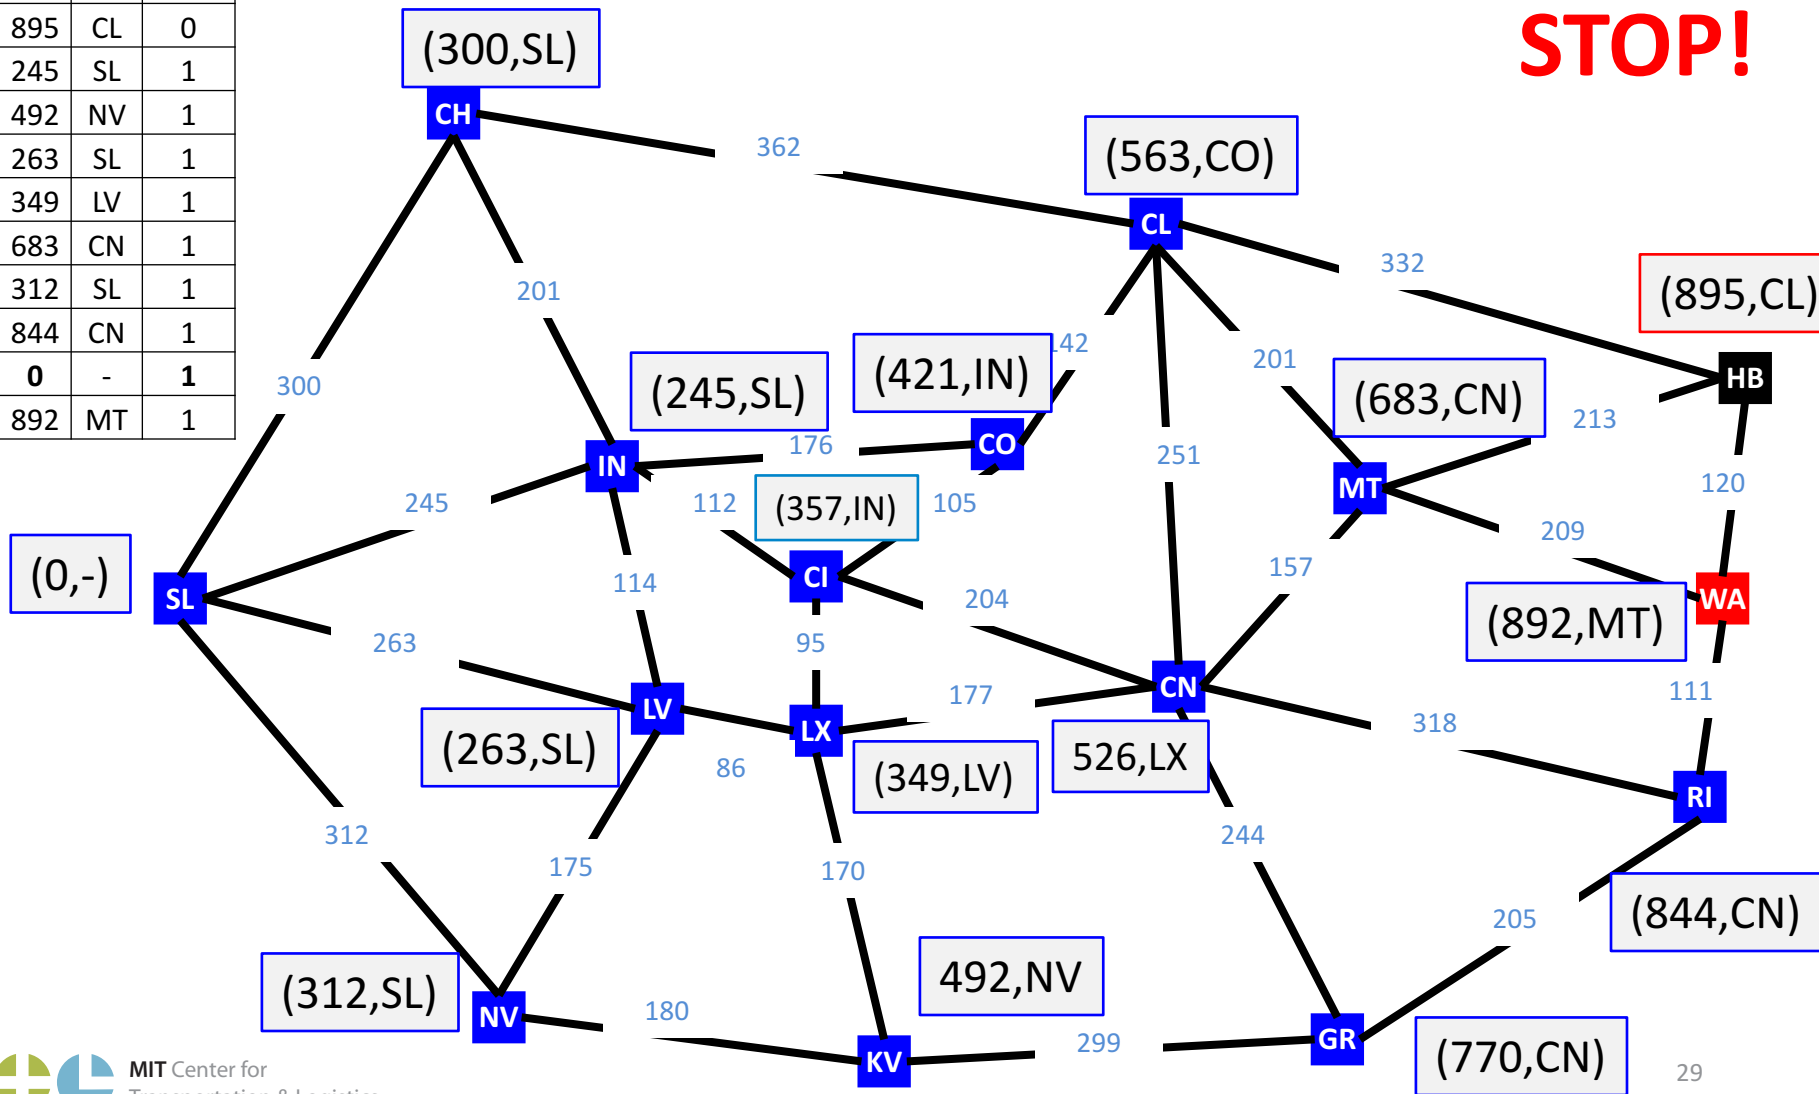 895 CL 0
245 SL 1
492 NV 1
263 SL 1
349 LV 1
683 CN 1
312 SL 1
844 CN 1
0 - 1
892 MT 1
STOP!
(300,SL)
CH
362
(563,CO)
CL
332
(895,CL)
HB
201
300
(245,SL)
(421,IN)
142
201
(683,CN)
213
IN
176
CO
251
MT
120
245
112
(357,IN)
105
209
(0,-)
SL
114
CI
204
157
(892,MT)
WA
263
95
177
CN
111
LV
LX
318
(263,SL)
86
(349,LV)
526,LX
RI
312
175
170
244
205
(844,CN)
(312,SL)
NV
180
492,NV
KV
299
GR
(770,CN)
MIT Center for
Transportation & Logistics
29